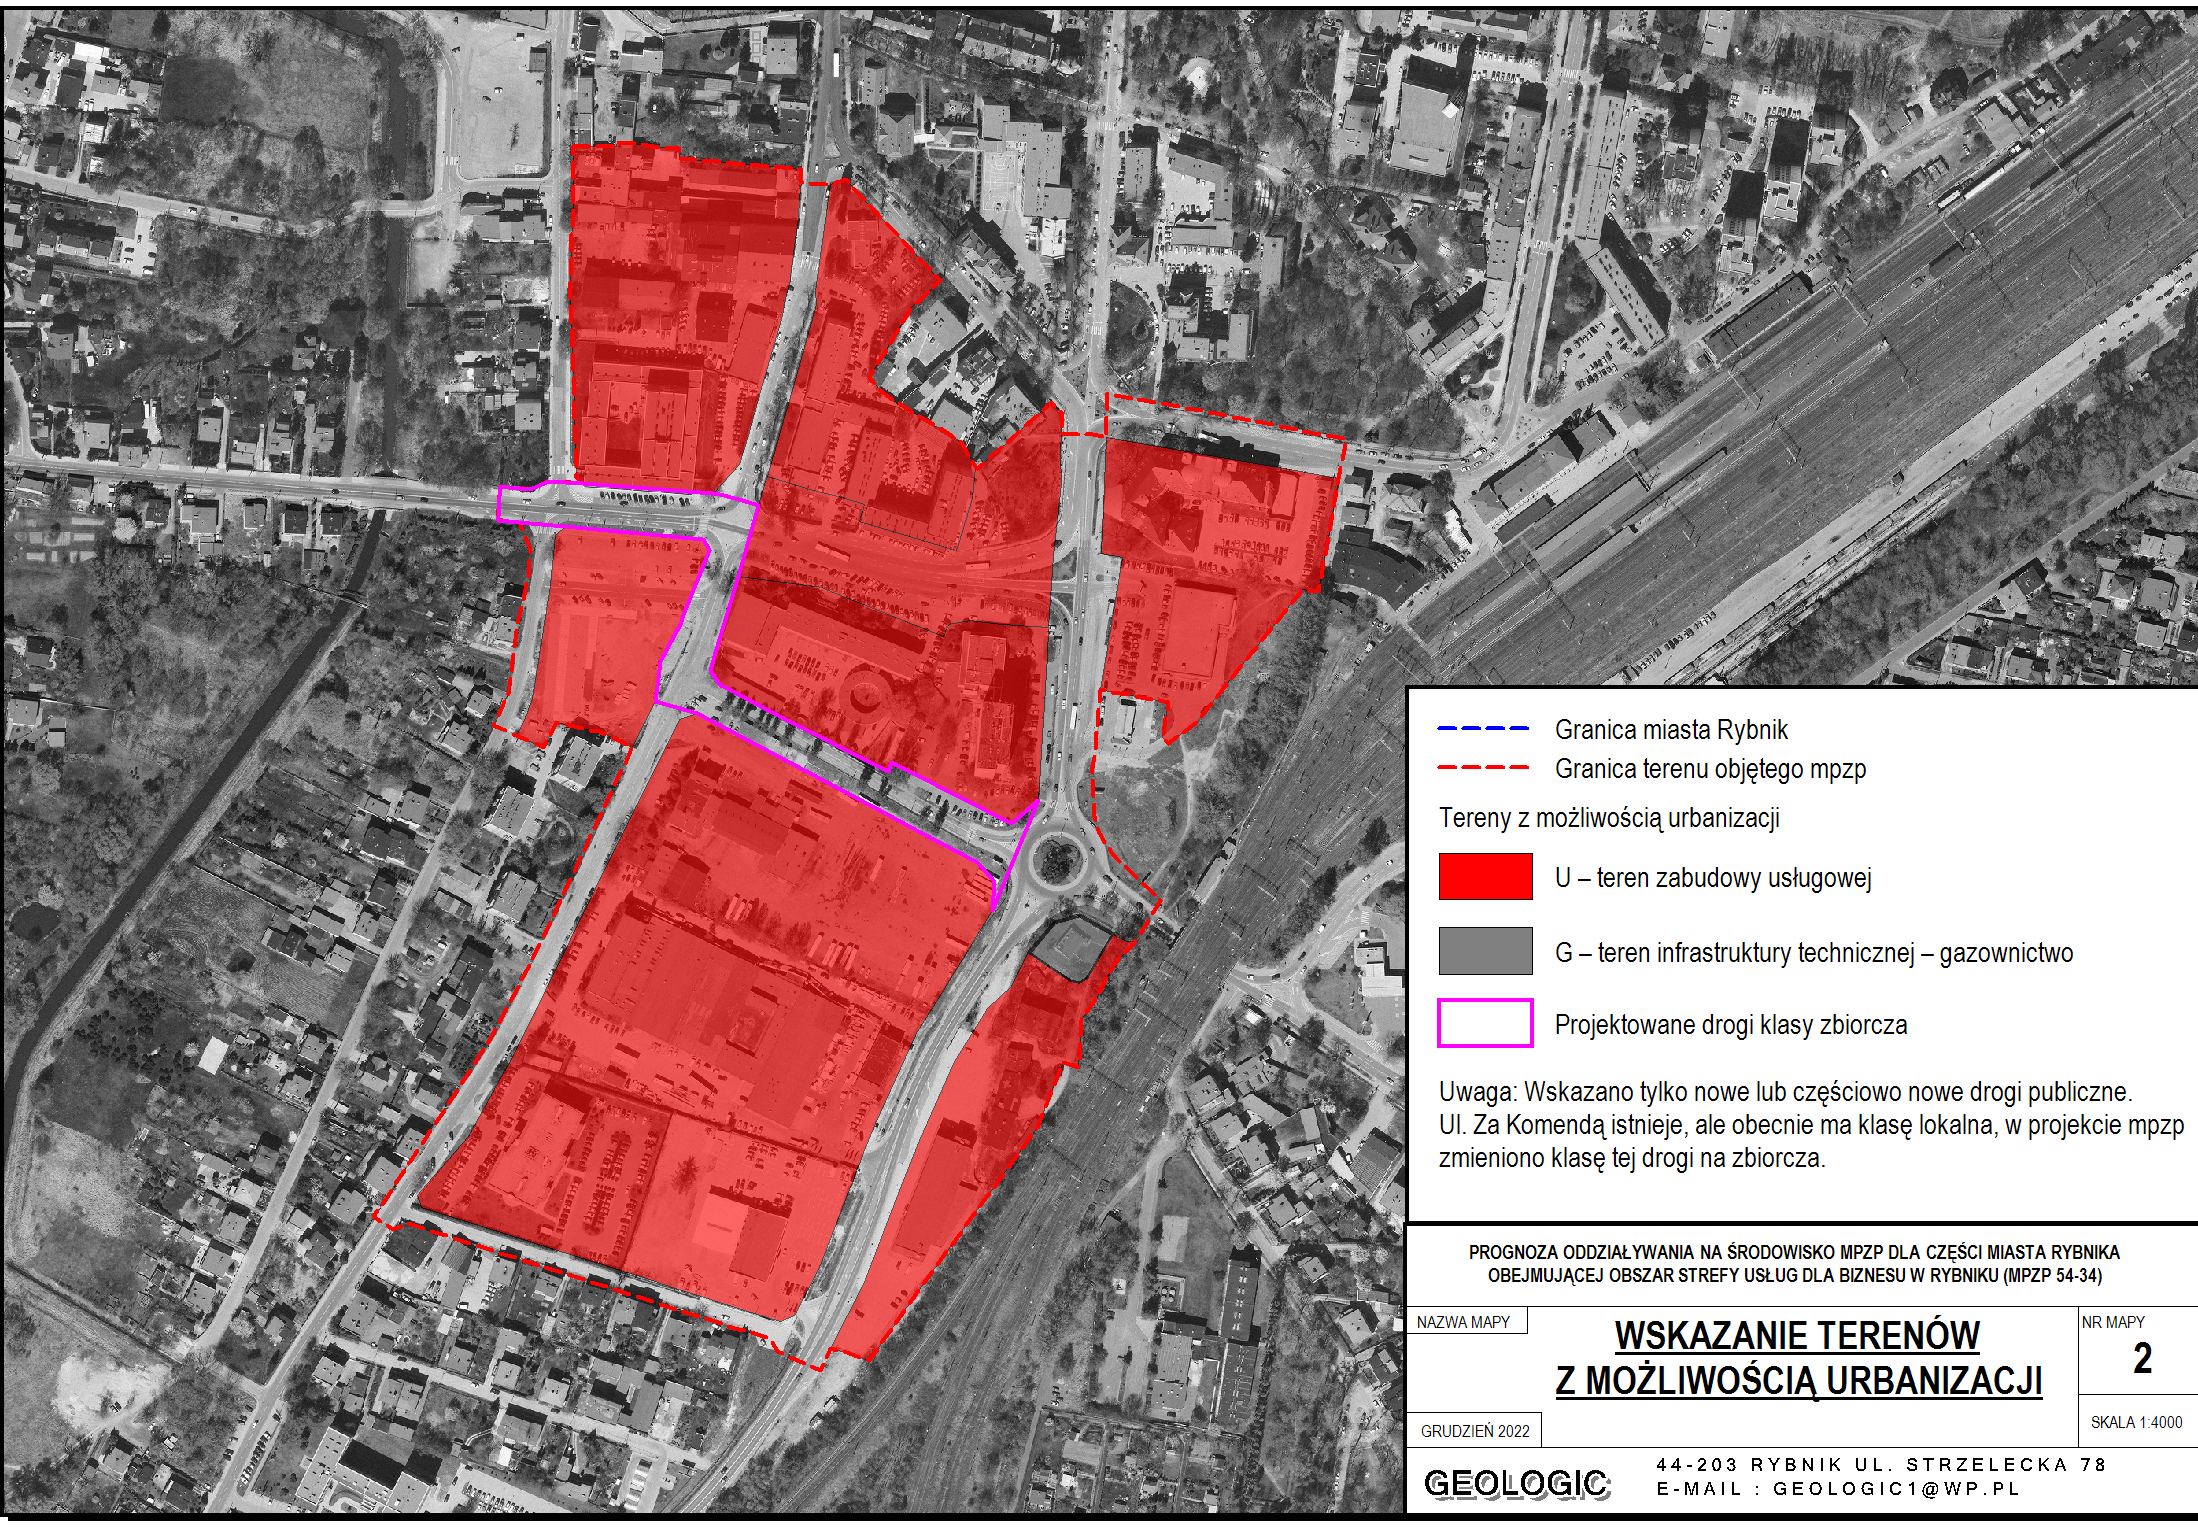 Granica miasta Rybnik
Granica terenu objętego mpzp
Tereny z możliwością urbanizacji
U – teren zabudowy usługowej
G – teren infrastruktury technicznej – gazownictwo
Projektowane drogi klasy zbiorcza
Uwaga: Wskazano tylko nowe lub częściowo nowe drogi publiczne.
Ul. Za Komendą istnieje, ale obecnie ma klasę lokalna, w projekcie mpzp
zmieniono klasę tej drogi na zbiorcza.
PROGNOZA ODDZIAŁYWANIA NA ŚRODOWISKO MPZP DLA CZĘŚCI MIASTA RYBNIKA
OBEJMUJĄCEJ OBSZAR STREFY USŁUG DLA BIZNESU W RYBNIKU (MPZP 54-34)
NAZWA MAPY
WSKAZANIE TERENÓW
Z MOŻLIWOŚCIĄ URBANIZACJI
NR MAPY
2
GRUDZIEŃ 2022
SKALA 1:4000
GEOLOGIC
44-203 RYBNIK UL. STRZELECKA 78
E-MAIL : GEOLOGIC1@WP.PL